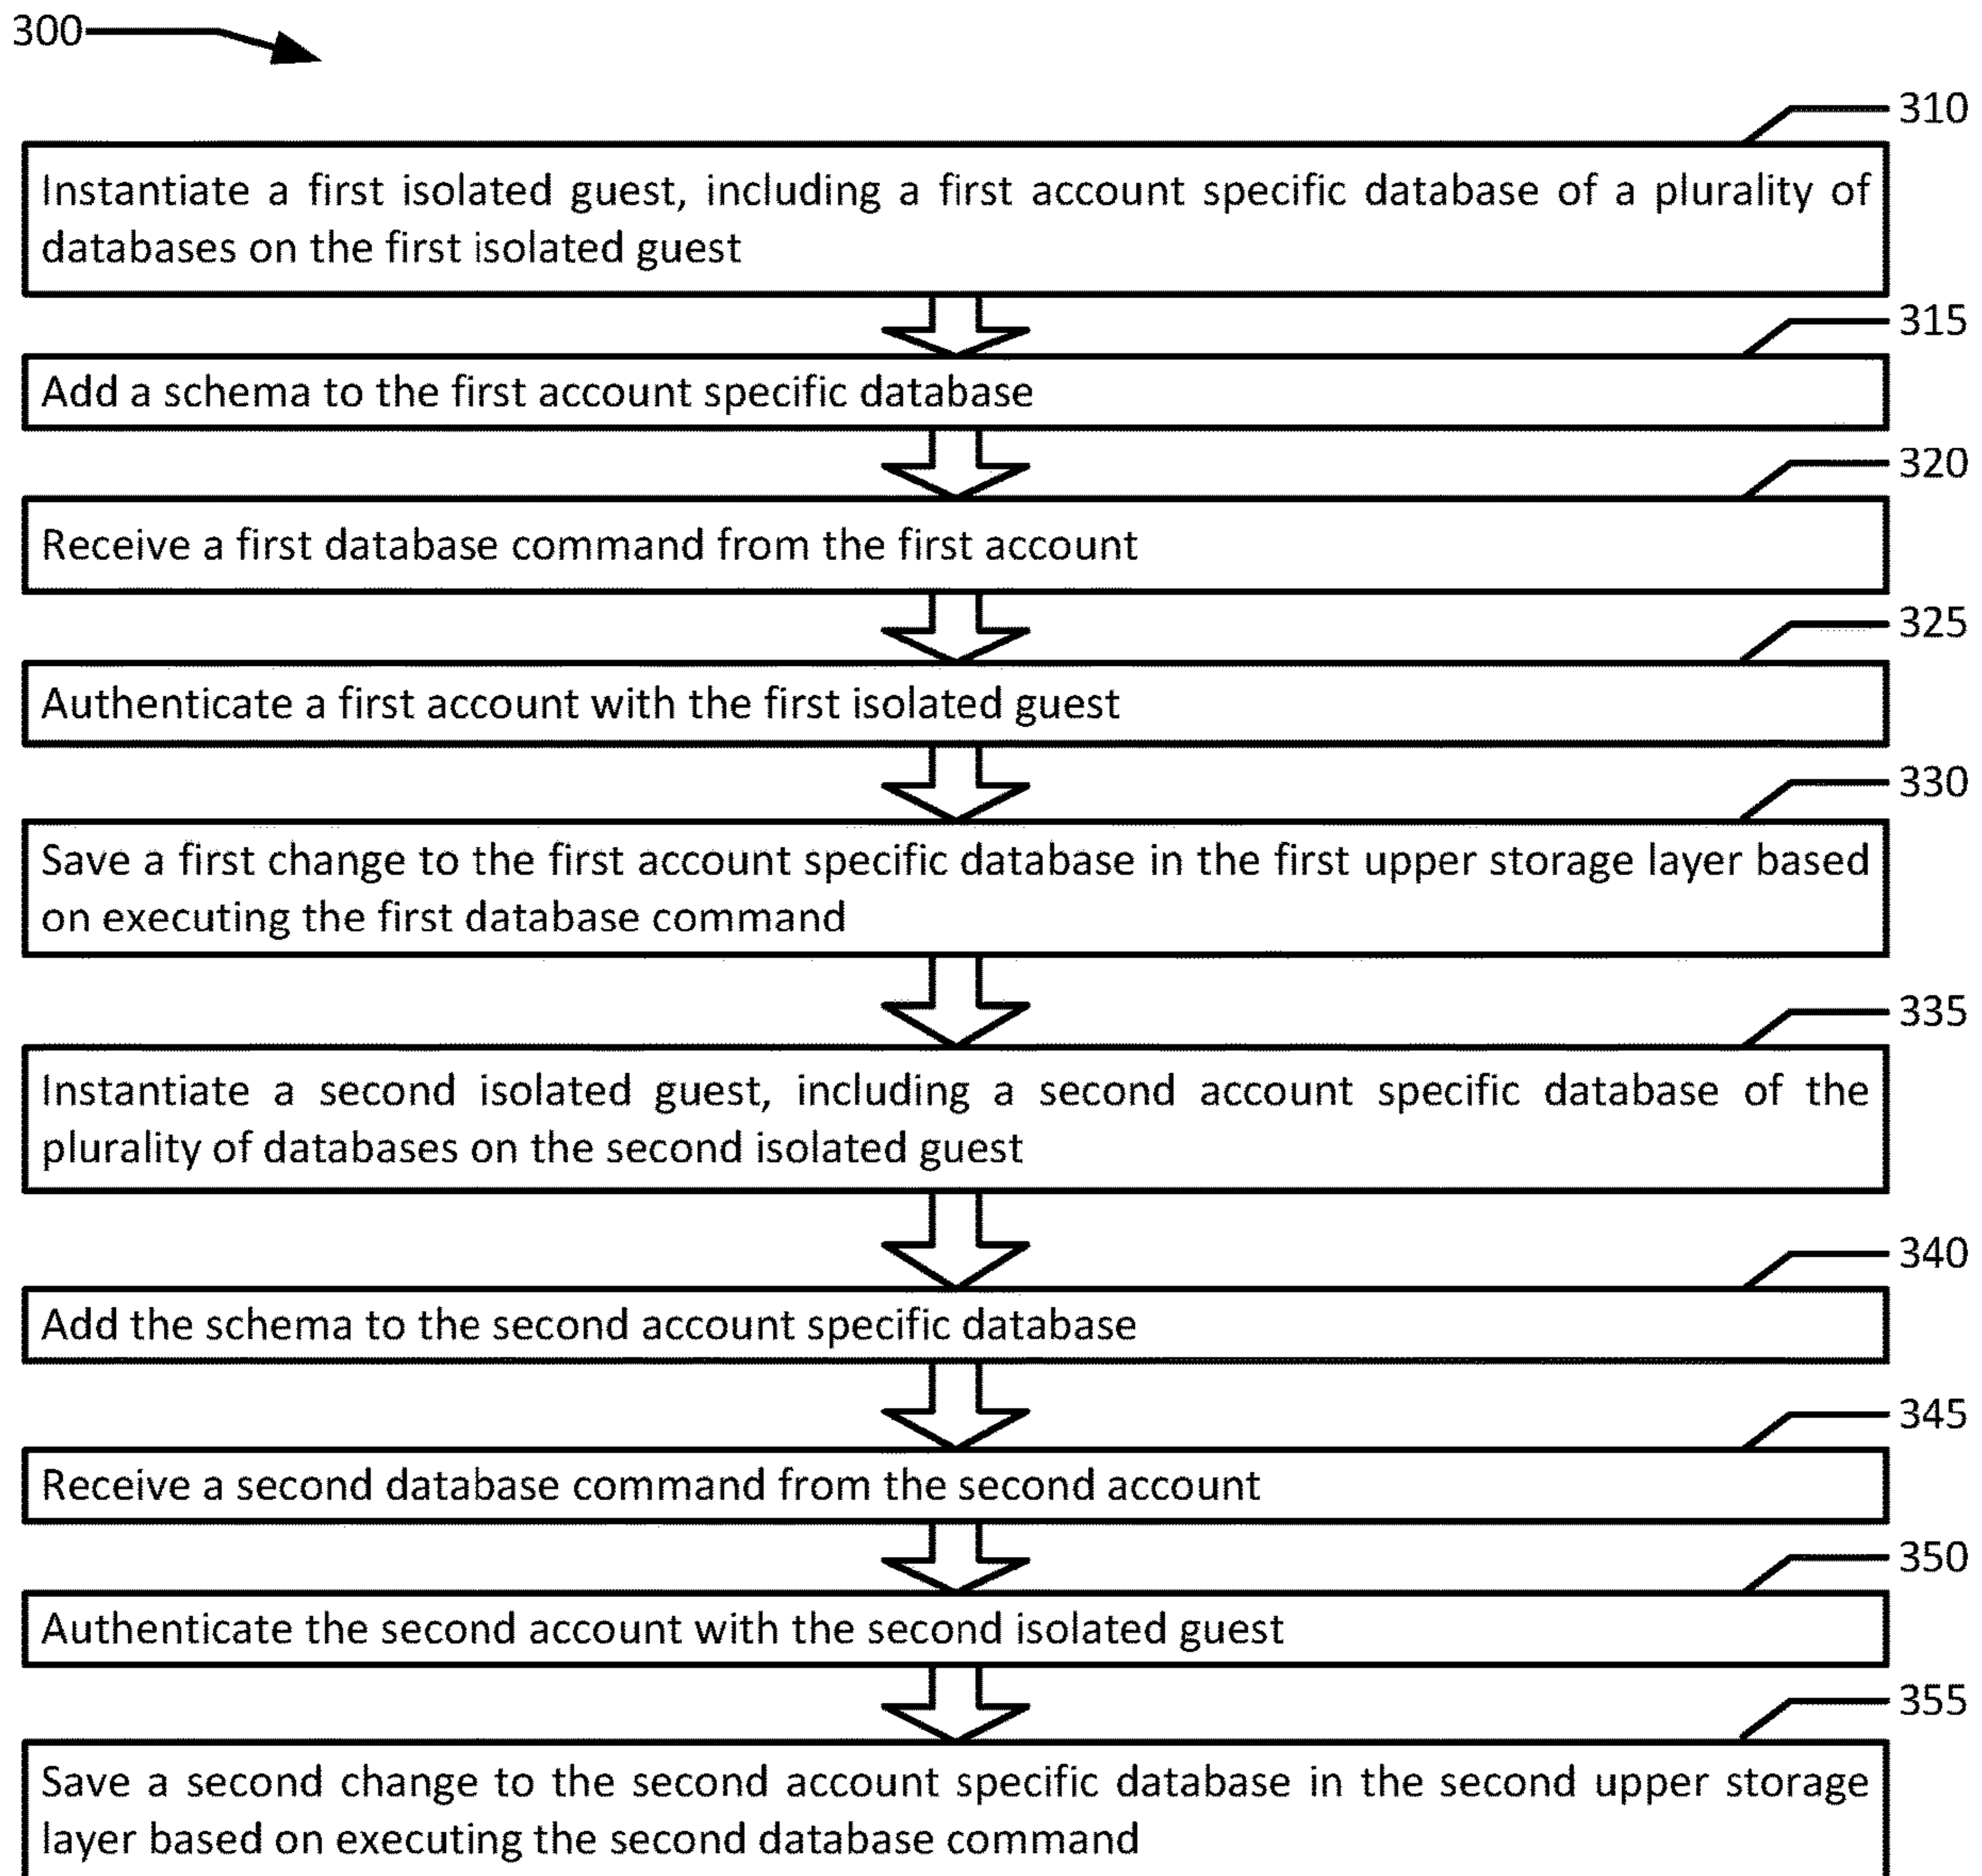 300
310
Instantiate a first isolated guest, including a first account specific database of a plurality of
databases on the first isolated guest
315
Add a schema to the first account specific database
320
Receive a first database command from the first account
325
Authenticate a first account with the first isolated guest
330
Save a first change to the first account specific database in the first upper storage layer based
on executing the first database command
335
Instantiate a second isolated guest, including a second account specific database of the
plurality of databases on the second isolated guest
340
Add the schema to the second account specific database
345
Receive a second database command from the second account
350
Authenticate the second account with the second isolated guest
355
Save a second change to the second account specific database in the second upper storage
layer based on executing the second database command